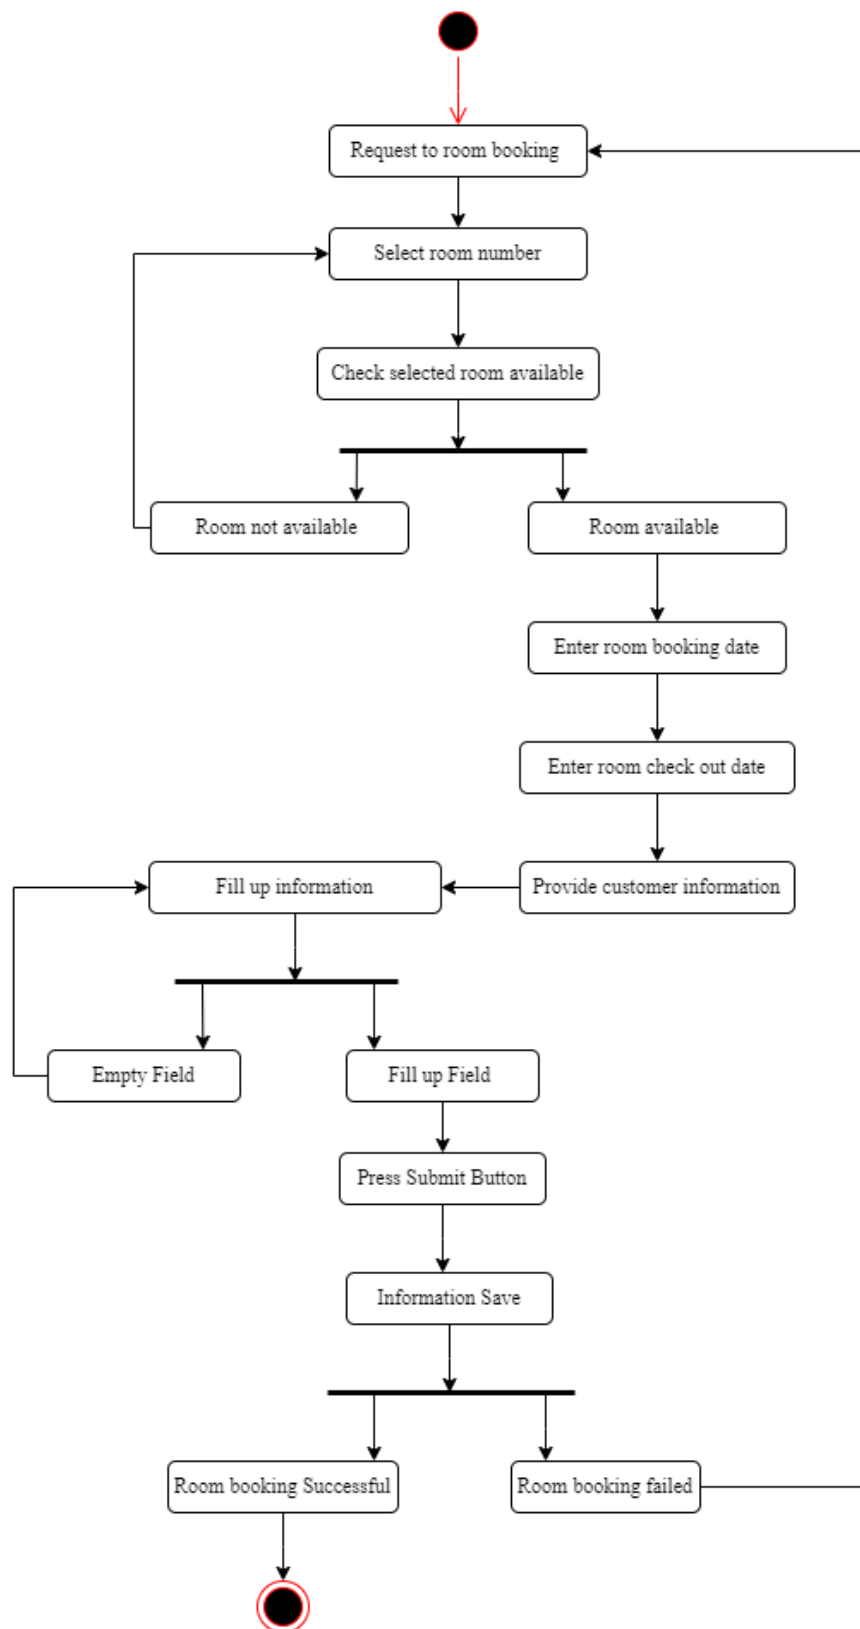 Request to room booking
Select room number
Check selected room available
Room not available
Room available
Enter room booking date
Enter room check out date
Fill up information
Provide customer information
Empty Field
Fill up Field
Press Submit Button
Information Save
Room booking Successful
Room booking failed